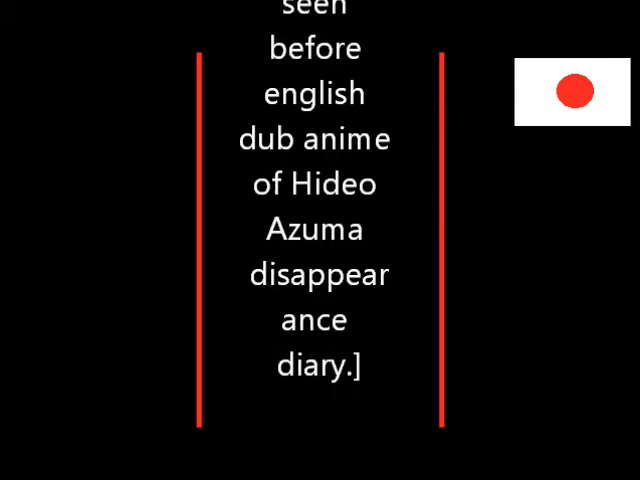 seen
before
english
dub anime
of Hideo
Azuma
disappear
ance
diary.]